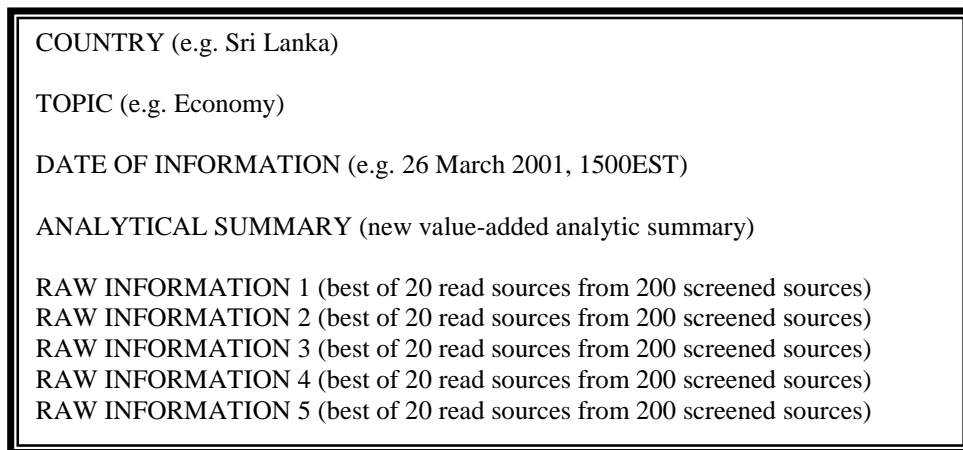 COUNTRY (e.g. Sri Lanka)
TOPIC (e.g. Economy)
DATE OF INFORMATION (e.g. 26 March 2001, 1500EST)
ANALYTICAL SUMMARY (new value-added analytic summary)
RAW INFORMATION 1 (best of 20 read sources from 200 screened sources)
RAW INFORMATION 2 (best of 20 read sources from 200 screened sources)
RAW INFORMATION 3 (best of 20 read sources from 200 screened sources)
RAW INFORMATION 4 (best of 20 read sources from 200 screened sources)
RAW INFORMATION 5 (best of 20 read sources from 200 screened sources)